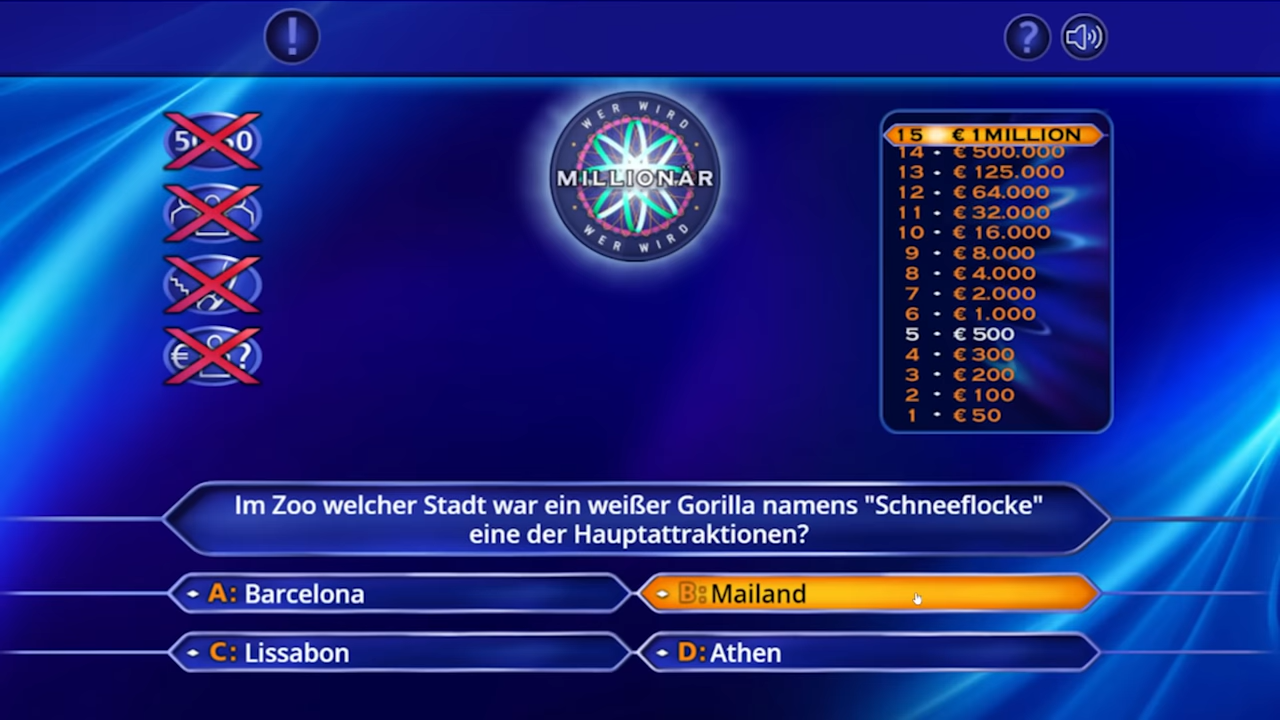 !
?
WER WIRD
MILLIONÄR
WER WIRD
15 € 1 MILLION
14 • € 500.000
13 • € 125.000
12 • € 64.000
11 • € 32.000
10 • € 16.000
9 • € 8.000
8 • € 4.000
7 • € 2.000
6 • € 1.000
5 • € 500
4 • € 300
3 • € 200
2 • € 100
1 • € 50
€ ?
Im Zoo welcher Stadt war ein weißer Gorilla namens "Schneeflocke"
eine der Hauptattraktionen?
A: Barcelona
B: Mailand
C: Lissabon
D: Athen